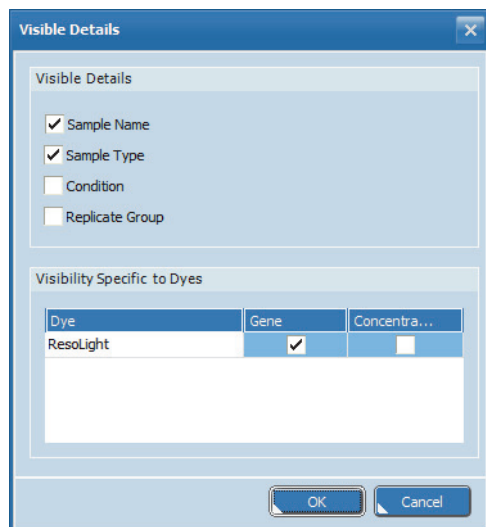 Visible Details
Visible Details
Sample Name
Sample Type
Condition
Replicate Group
Visibility Specific to Dyes
Dye Gene Concentra...
ResoLight
OK Cancel